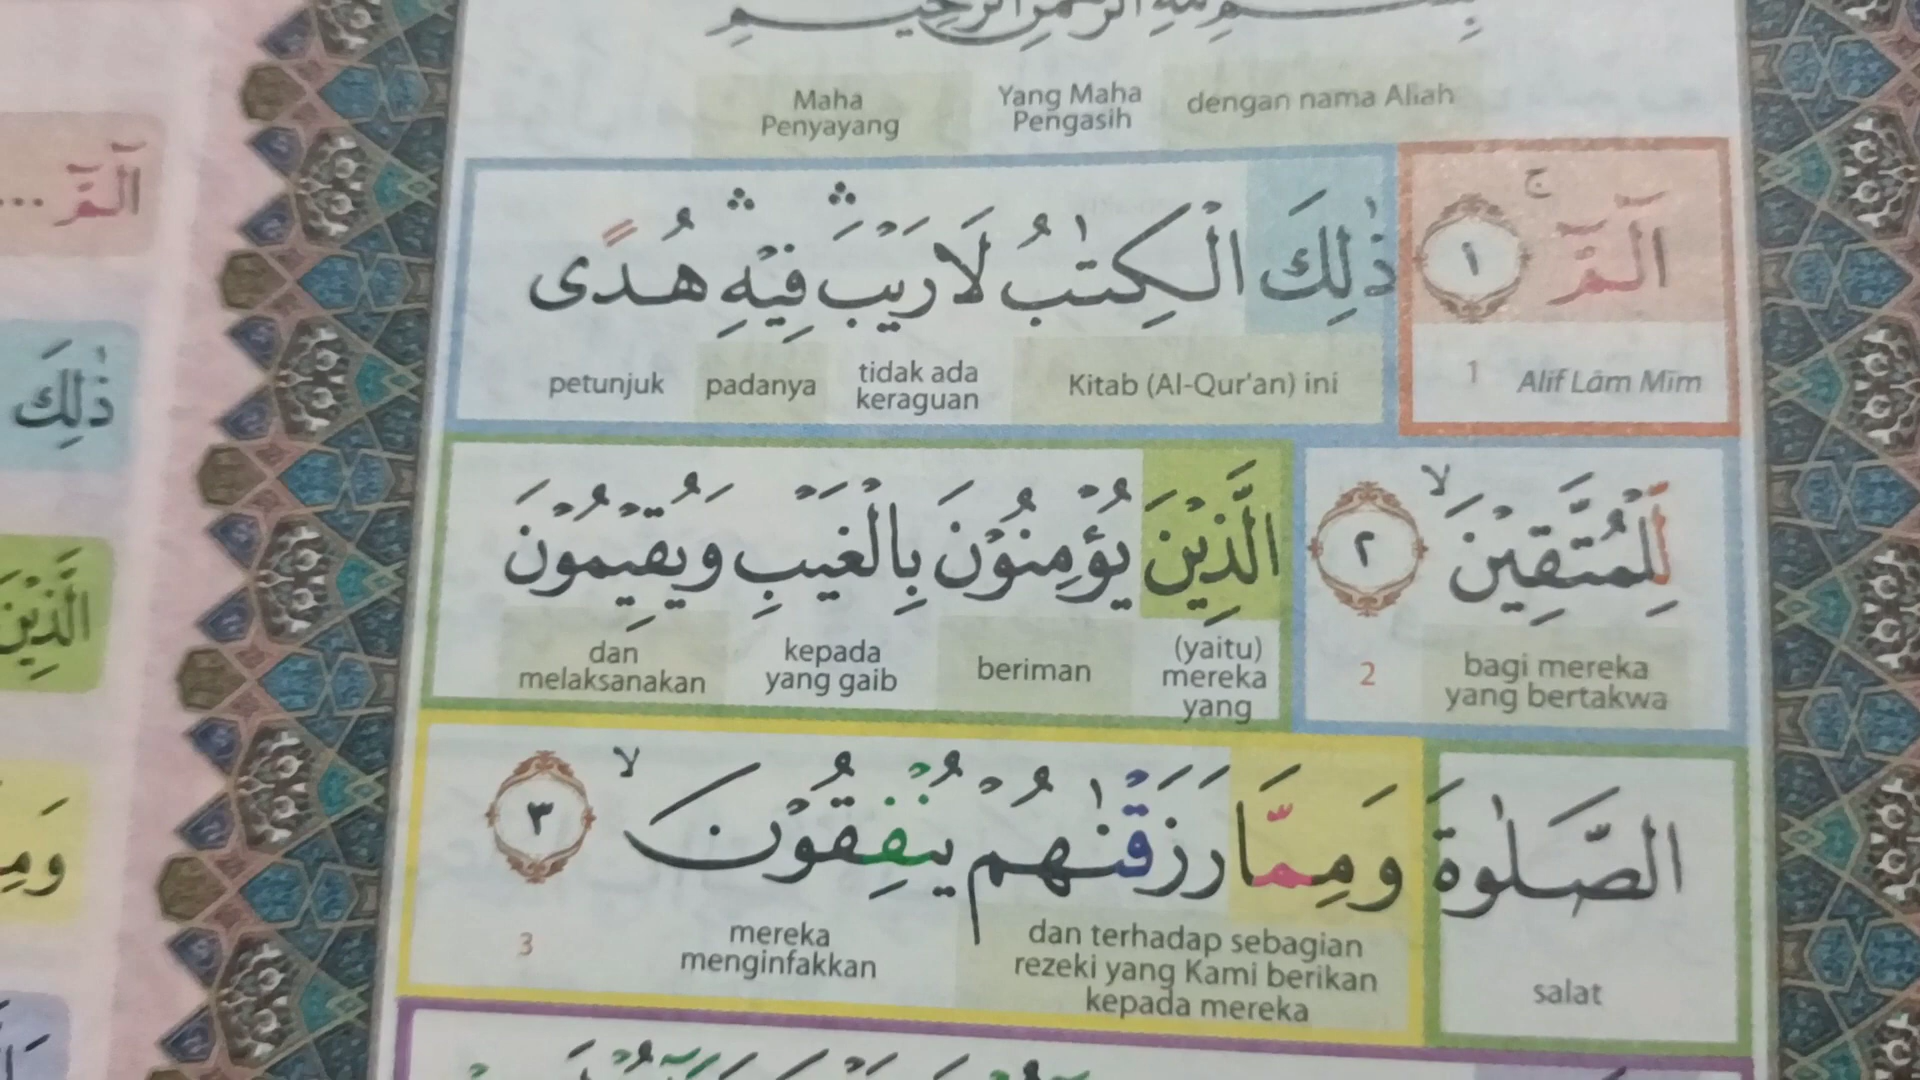 بِسْمِ اللّٰهِ الرَّحْمٰنِ الرَّحِيْمِ
dengan nama Allah Yang Maha Pengasih Maha Penyayang
الۤمّۤ ۚ ١ ذٰلِكَ الْكِتٰبُ لَا رَيْبَ ۛ فِيْهِ ۛ هُدًى
Alif Lām Mīm 1 Kitab (Al-Qur'an) ini tidak ada keraguan padanya petunjuk
لِّلْمُتَّقِيْنَ ۙ ٢ الَّذِيْنَ يُؤْمِنُوْنَ بِالْغَيْبِ وَيُقِيْمُوْنَ
bagi mereka yang bertakwa 2 (yaitu) mereka yang beriman kepada yang gaib dan melaksanakan
الصَّلٰوةَ وَمِمَّا رَزَقْنٰهُمْ يُنْفِقُوْنَ ۙ ٣
salat dan terhadap sebagian rezeki yang Kami berikan kepada mereka mereka menginfakkan 3
الۤمّۤ ...
ذٰلِكَ
الَّذِيْنَ